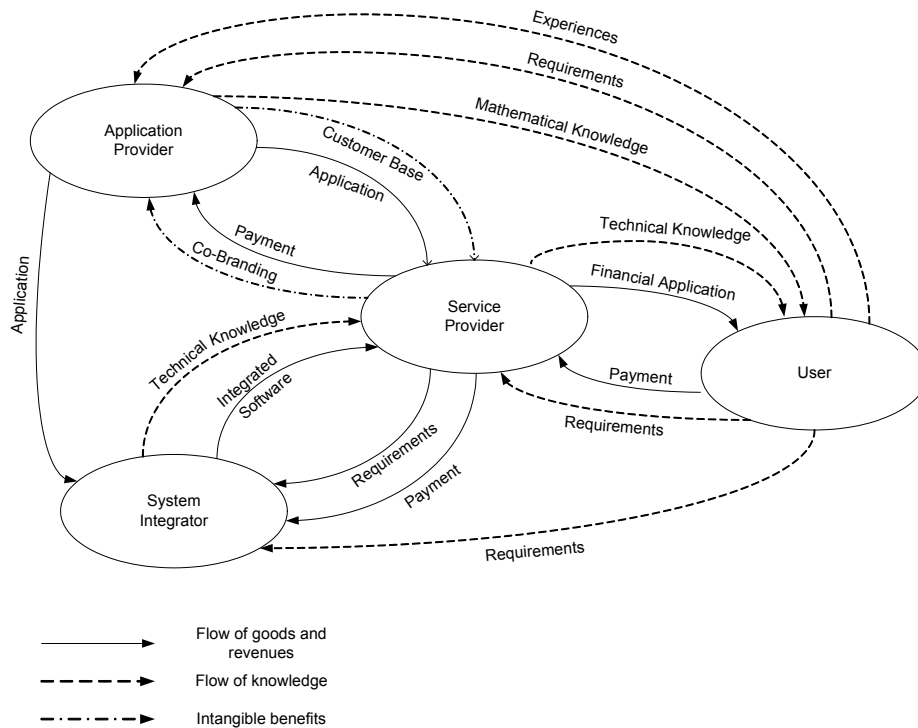 Experiences
Requirements
Mathematical Knowledge
Application
Provider
Customer Base
Application
Technical Knowledge
Payment
Co-Branding
Financial Application
Application
Service
Provider
Technical Knowledge
Integrated
Software
Payment
User
Requirements
Requirements
Payment
System
Integrator
Requirements
Flow of goods and
revenues
Flow of knowledge
Intangible benefits